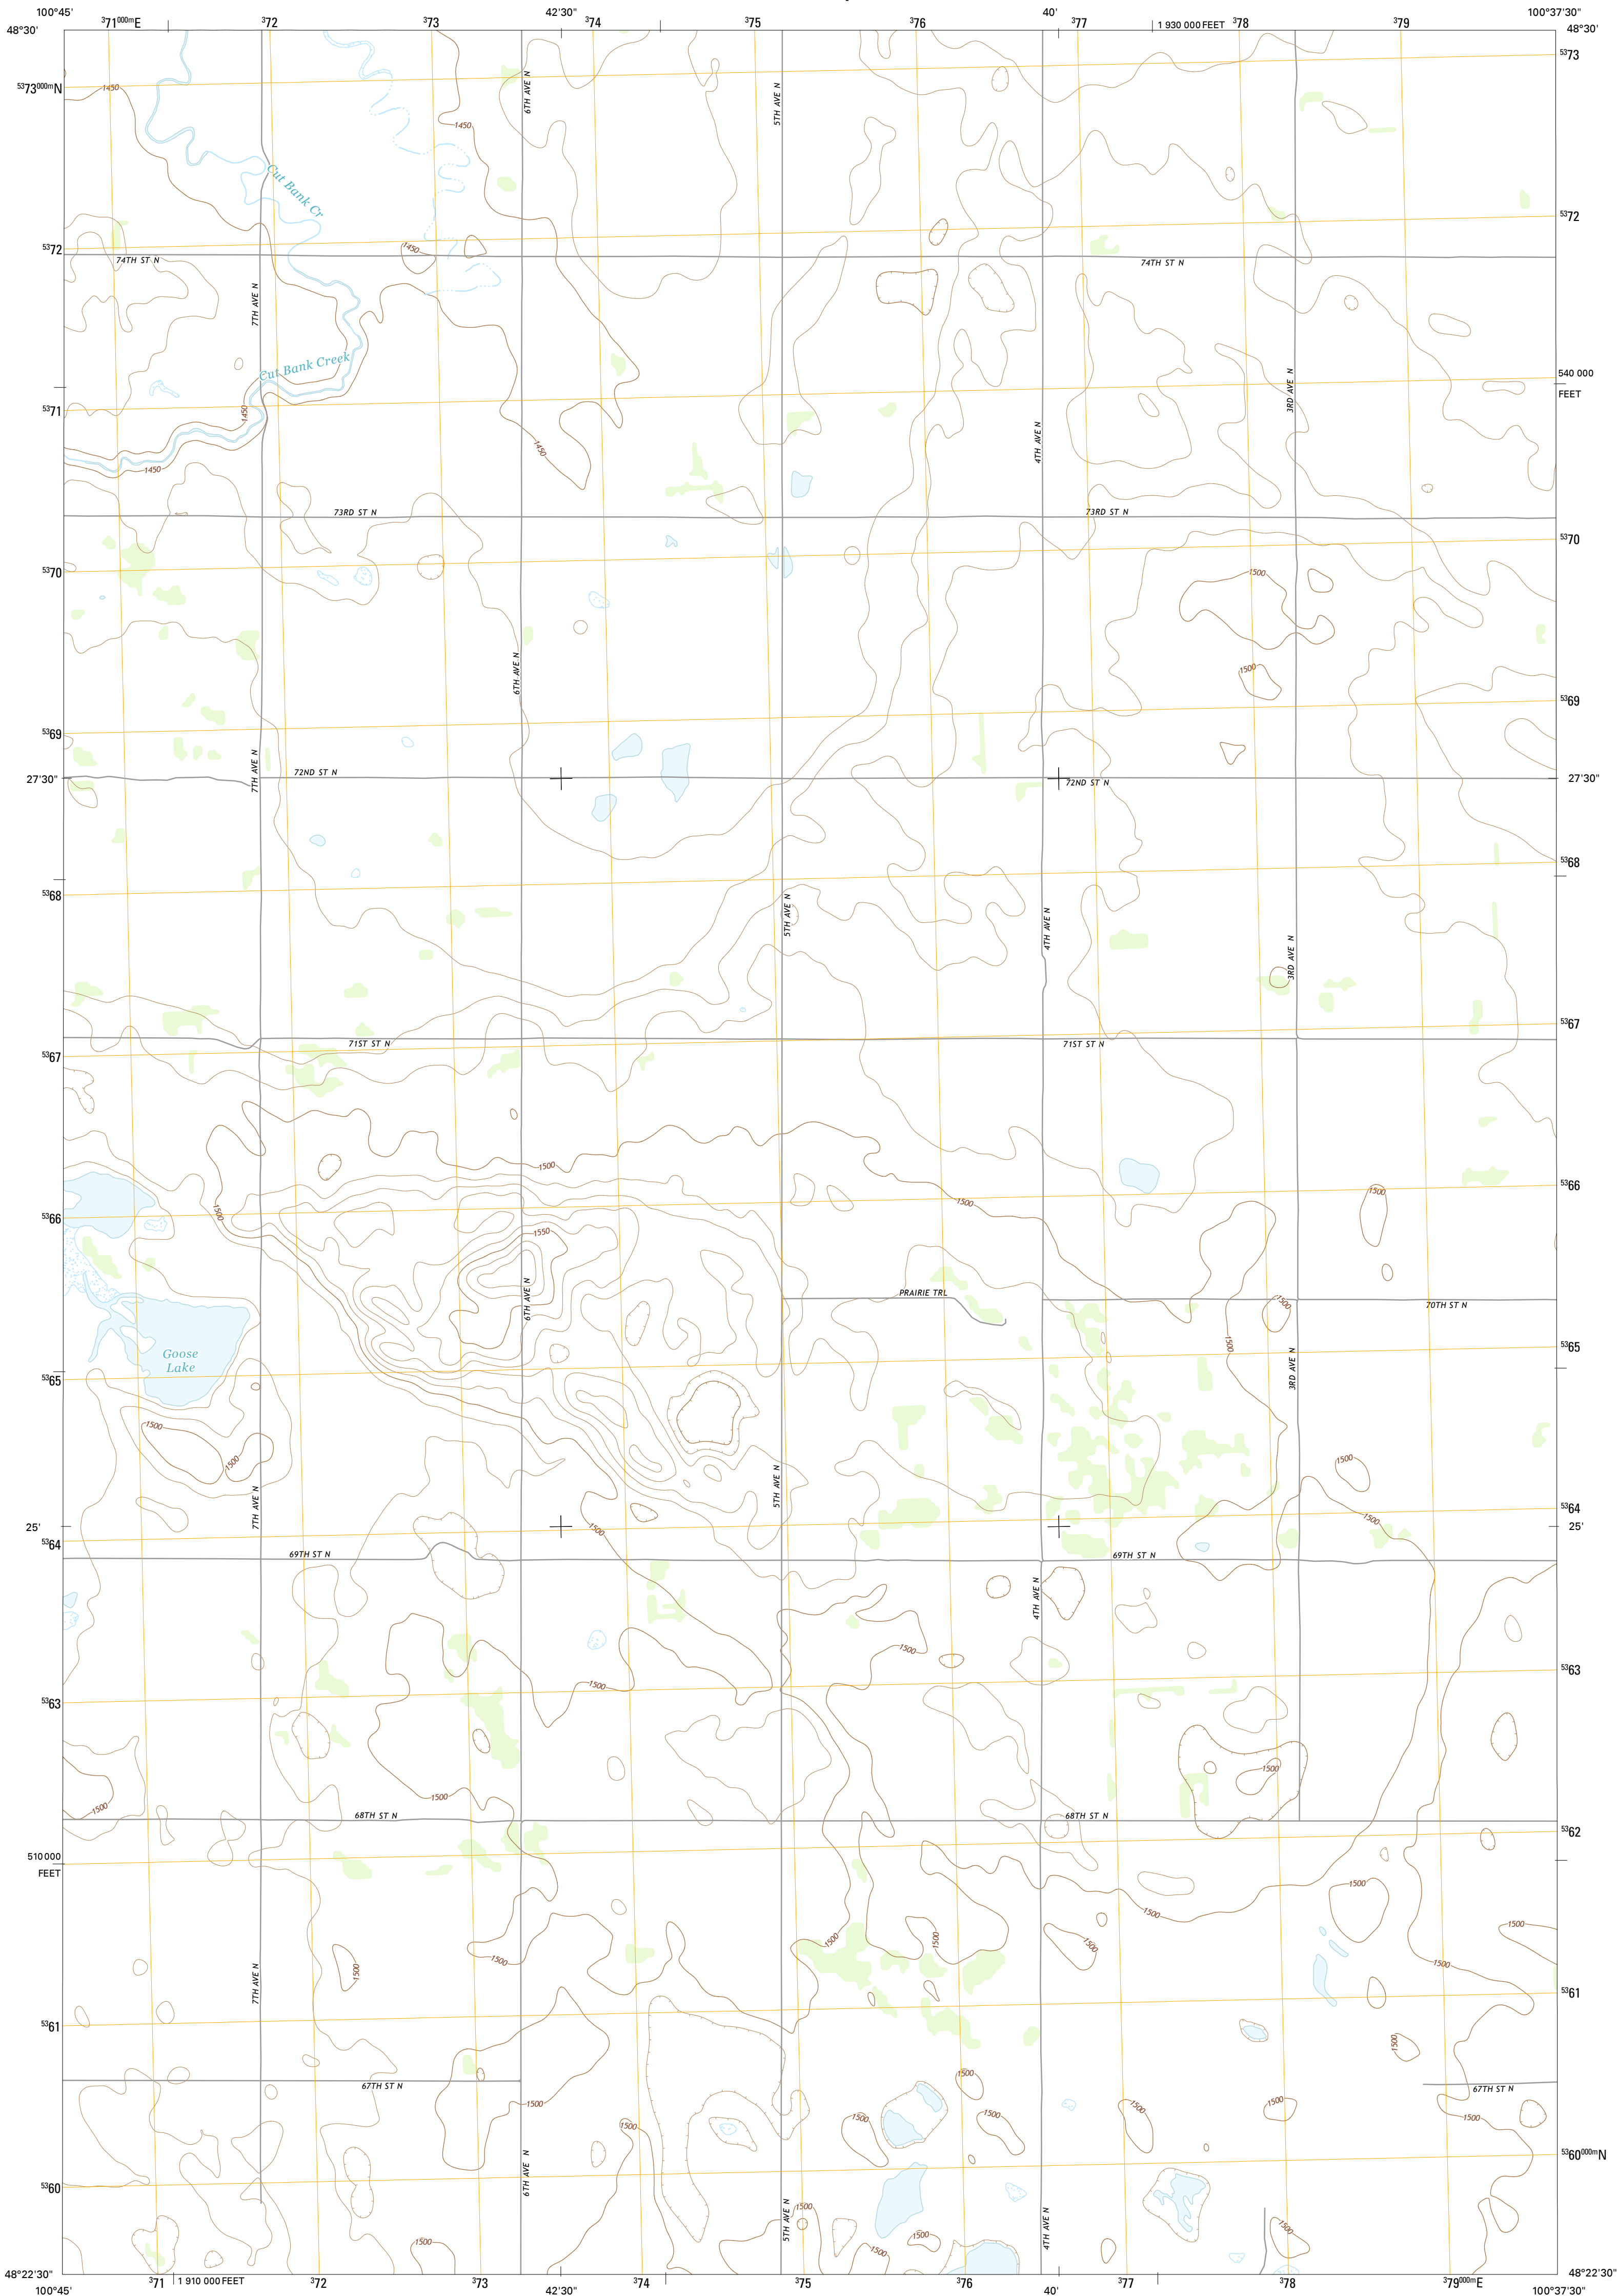 100°45'
³71⁰⁰⁰ᵐE
³72
³73
42'30"
³74
³75
³76
40'
³77
1 930 000 FEET
³78
³79
100°37'30"
48°30'
48°30'
⁵³73
⁵³73⁰⁰⁰ᵐN
1450
6TH AVE N
5TH AVE N
1450
Cut Bank Cr
⁵³72
⁵³72
1450
74TH ST N
74TH ST N
7TH AVE N
Cut Bank Creek
540 000
FEET
3RD AVE N
⁵³71
1450
1450
4TH AVE N
1450
73RD ST N
73RD ST N
⁵³70
⁵³70
1500
1500
6TH AVE N
⁵³69
⁵³69
7TH AVE N
72ND ST N
27'30"
27'30"
72ND ST N
⁵³68
⁵³68
5TH AVE N
4TH AVE N
3RD AVE N
⁵³67
71ST ST N
71ST ST N
⁵³67
1500
⁵³66
1500
1500
1500
⁵³66
1550
6TH AVE N
PRAIRIE TRL
1500
70TH ST N
1500
⁵³65
Goose
Lake
3RD AVE N
⁵³65
1500
1500
1500
7TH AVE N
5TH AVE N
⁵³64
1500
25'
1500
25'
⁵³64
69TH ST N
69TH ST N
4TH AVE N
1500
⁵³63
1500
⁵³63
1500
1500
1500
68TH ST N
68TH ST N
⁵³62
510 000
FEET
1500
1500
1500
1500
1500
1500
1500
1500
1500
7TH AVE N
⁵³61
⁵³61
1500
1500
67TH ST N
67TH ST N
1500
1500
1500
1500
1500
1500
1500
1500
⁵³60⁰⁰⁰ᵐN
6TH AVE N
⁵³60
5TH AVE N
1500
4TH AVE N
1500
1500
1500
1500
48°22'30"
48°22'30"
100°45'
³71
1 910 000 FEET
³72
³73
42'30"
³74
³75
³76
40'
³77
³78
³79⁰⁰⁰ᵐE
100°37'30"